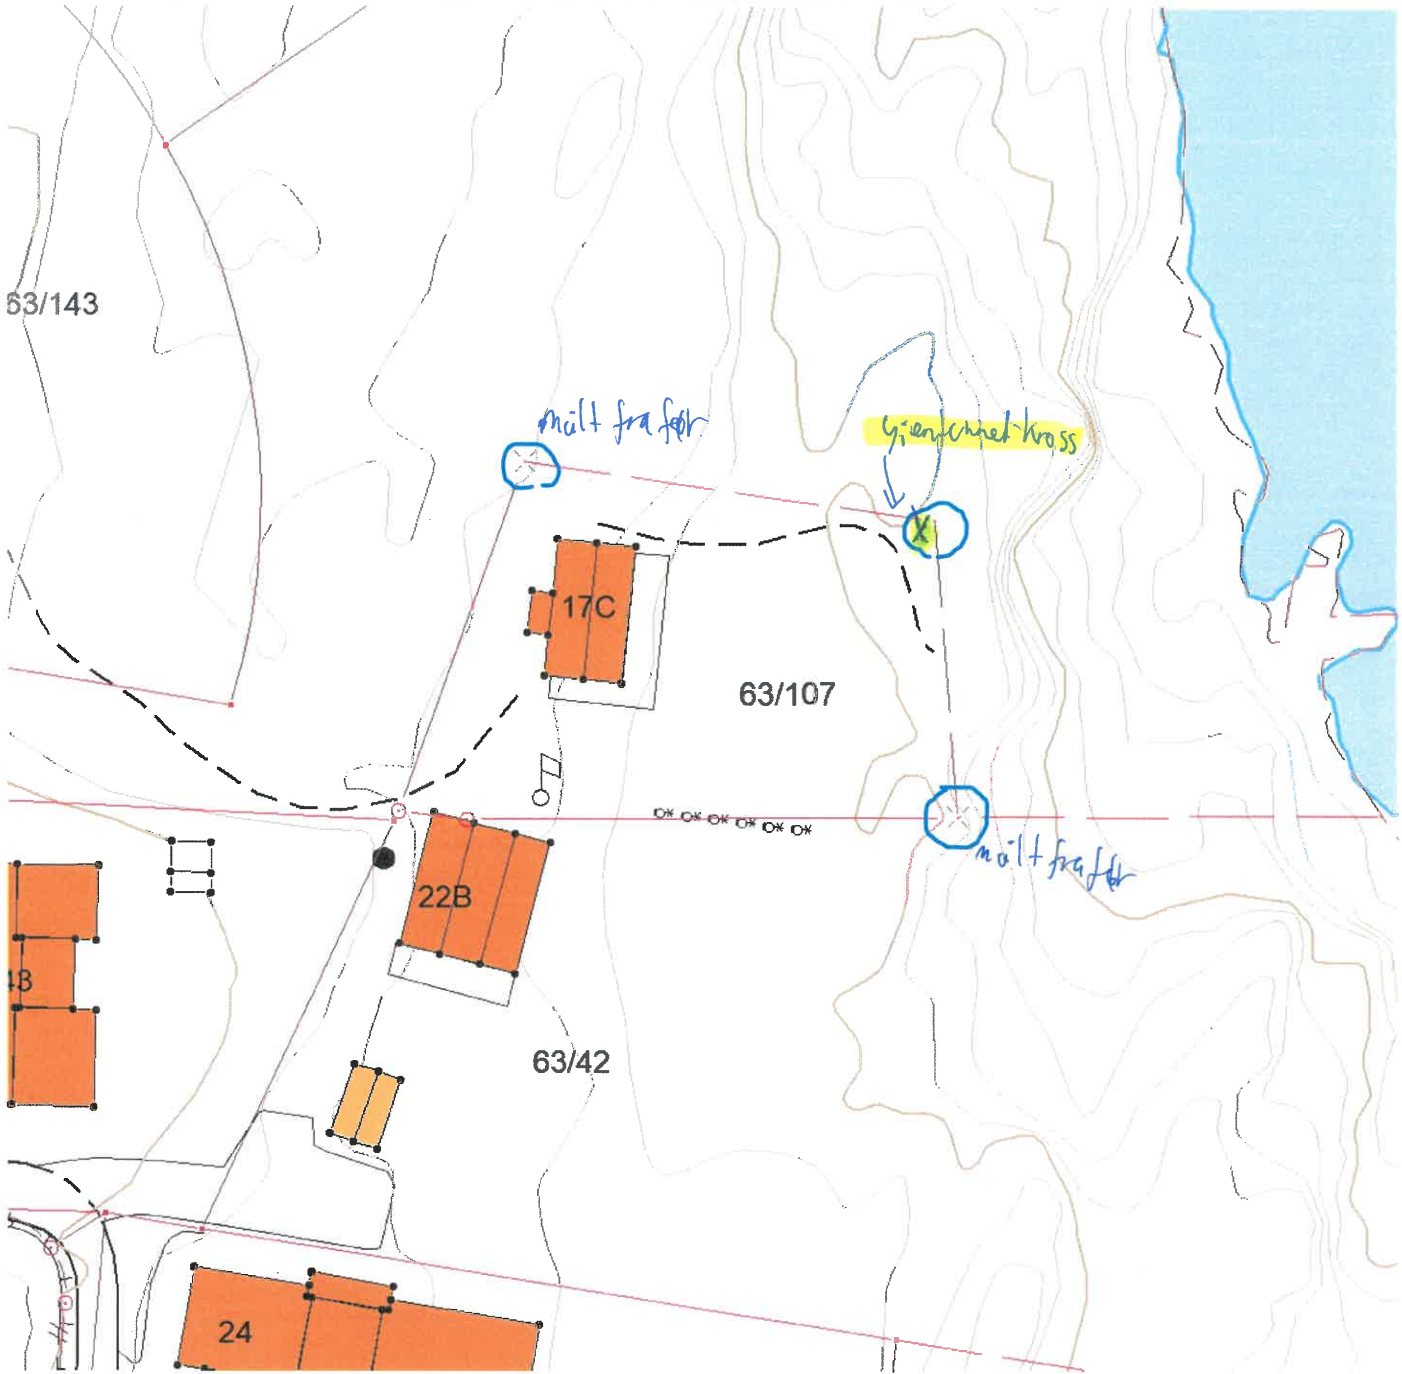 63/143
målt fra før
Gjenfunnet kross
X
17C
63/107
målt fra før
22B
63/42
24